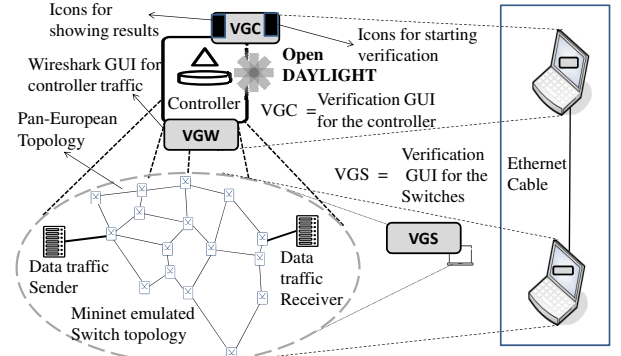 Icons for
showing results
VGC
Icons for starting
verification
Open
DAYLIGHT
Wireshark GUI for
controller traffic
Controller
VGC = Verification GUI
for the controller
VGW
Pan-European
Topology
VGS = Verification
GUI for the
Switches
Ethernet
Cable
VGS
Data traffic
Sender
Data
traffic
Receiver
Mininet emulated
Switch topology